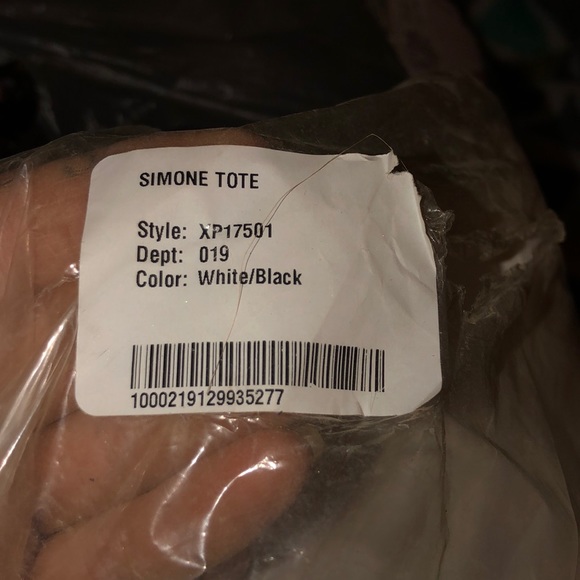 SIMONE TOTE
Style: XP17501
Dept: 019
Color: White/Black
1000219129935277